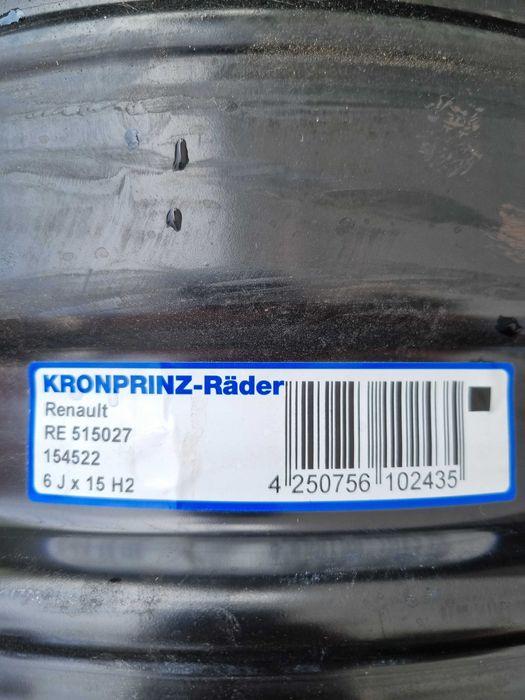 KRONPRINZ-Räder
Renault
RE 515027
154522
6 J x 15 H2
4 250756 102435